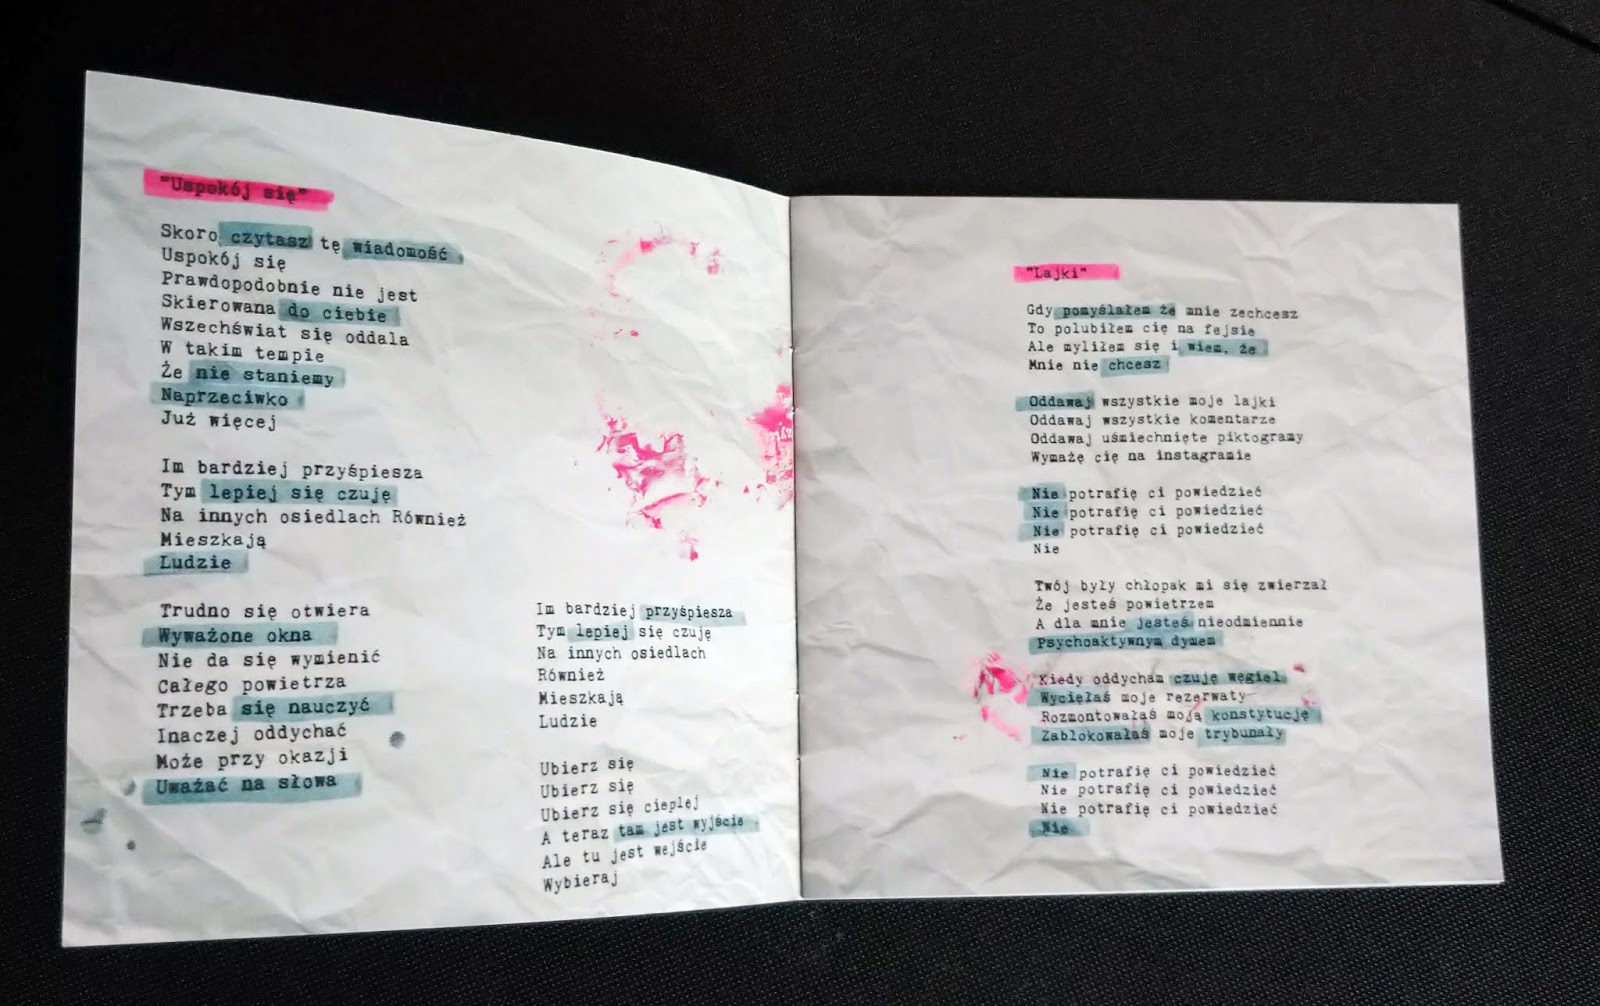 "Uspokój się"
Skoro czytasz tę wiadomość
Uspokój się
Prawdopodobnie nie jest
Skierowana do ciebie
Wszechświat się oddala
W takim tempie
Że nie staniemy
Naprzeciwko
Już więcej
Im bardziej przyśpiesza
Tym lepiej się czuję
Na innych osiedlach Również
Mieszkają
Ludzie
Trudno się otwiera
Wyważone okna
Nie da się wymienić
Całego powietrza
Trzeba się nauczyć
Inaczej oddychać
Może przy okazji
Uważać na słowa
Im bardziej przyśpiesza
Tym lepiej się czuję
Na innych osiedlach
Również
Mieszkają
Ludzie
Ubierz się
Ubierz się
Ubierz się cieplej
A teraz tam jest wyjście
Ale tu jest wejście
Wybieraj
"Lajki"
Gdy pomyślałem że mnie zechcesz
To polubiłem cię na fejsie
Ale myliłem się i wiem, że
Mnie nie chcesz
Oddawaj wszystkie moje lajki
Oddawaj wszystkie komentarze
Oddawaj uśmiechnięte piktogramy
Wymażę cię na instagramie
Nie potrafię ci powiedzieć
Nie potrafię ci powiedzieć
Nie potrafię ci powiedzieć
Nie
Twój były chłopak mi się zwierzał
Że jesteś powietrzem
A dla mnie jesteś nieodmiennie
Psychoaktywnym dymem
Kiedy oddycham czuję węgiel
Wycięłaś moje rezerwaty
Rozmontowałaś moją konstytucję
Zablokowałaś moje trybunały
Nie potrafię ci powiedzieć
Nie potrafię ci powiedzieć
Nie potrafię ci powiedzieć
Nie